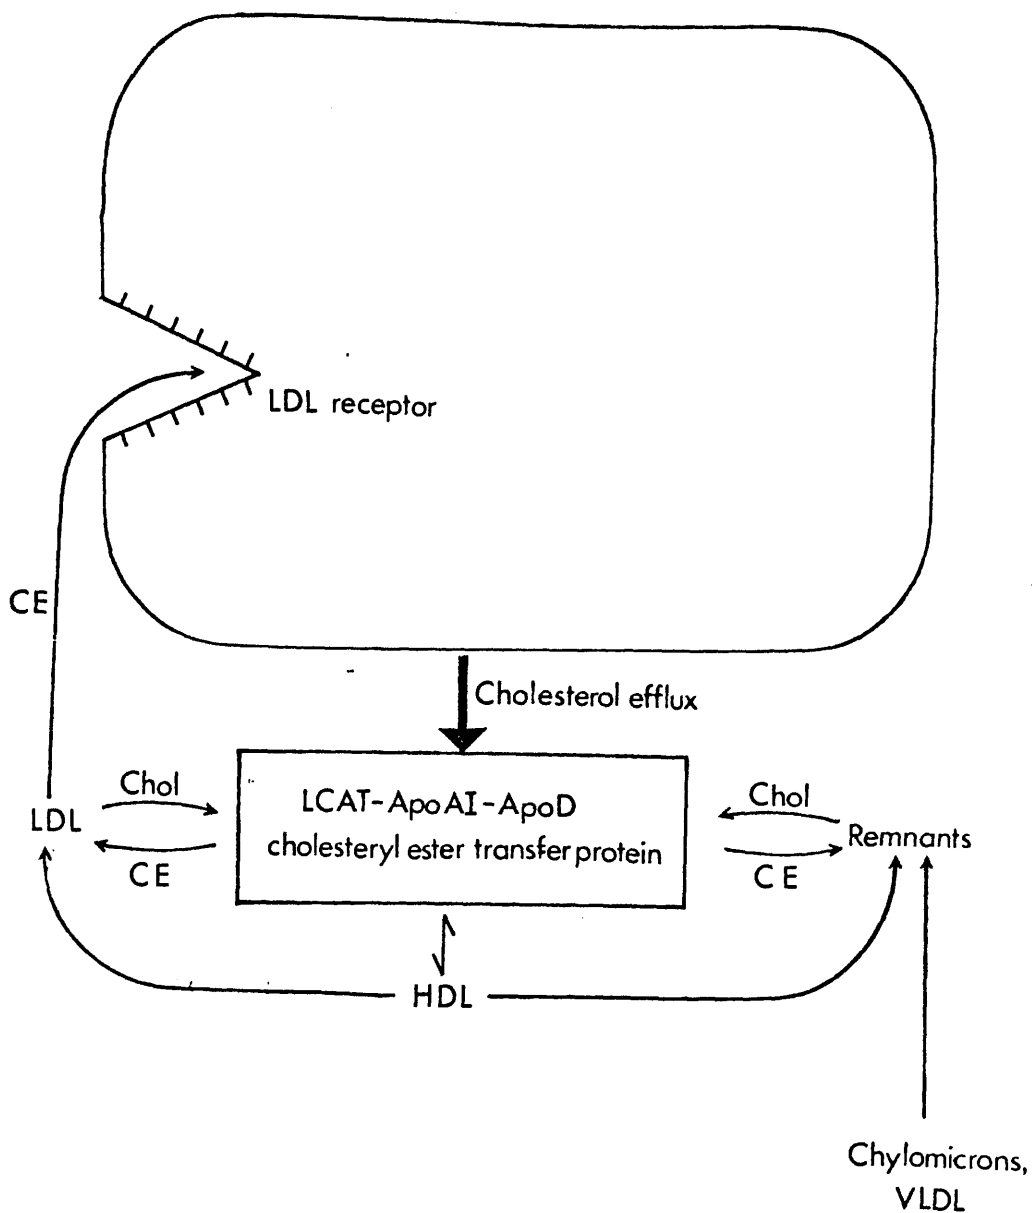 LDL receptor
CE
Cholesterol efflux
Chol
LDL
CE
LCAT-ApoAI-ApoD
cholesteryl ester transfer protein
Chol
Remnants
CE
HDL
Chylomicrons,
VLDL